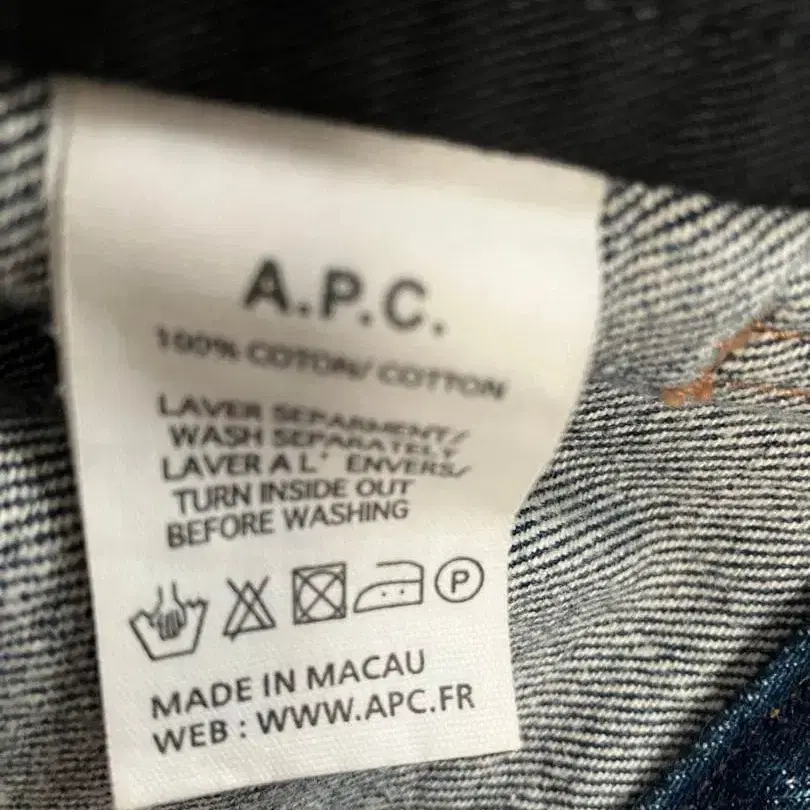 A.P.C.
100% COTON/ COTTON
LAVER SEPARMENT/
WASH SEPARATELY
LAVER A L' ENVERS/
TURN INSIDE OUT
BEFORE WASHING
P
MADE IN MACAU
WEB : WWW.APC.FR